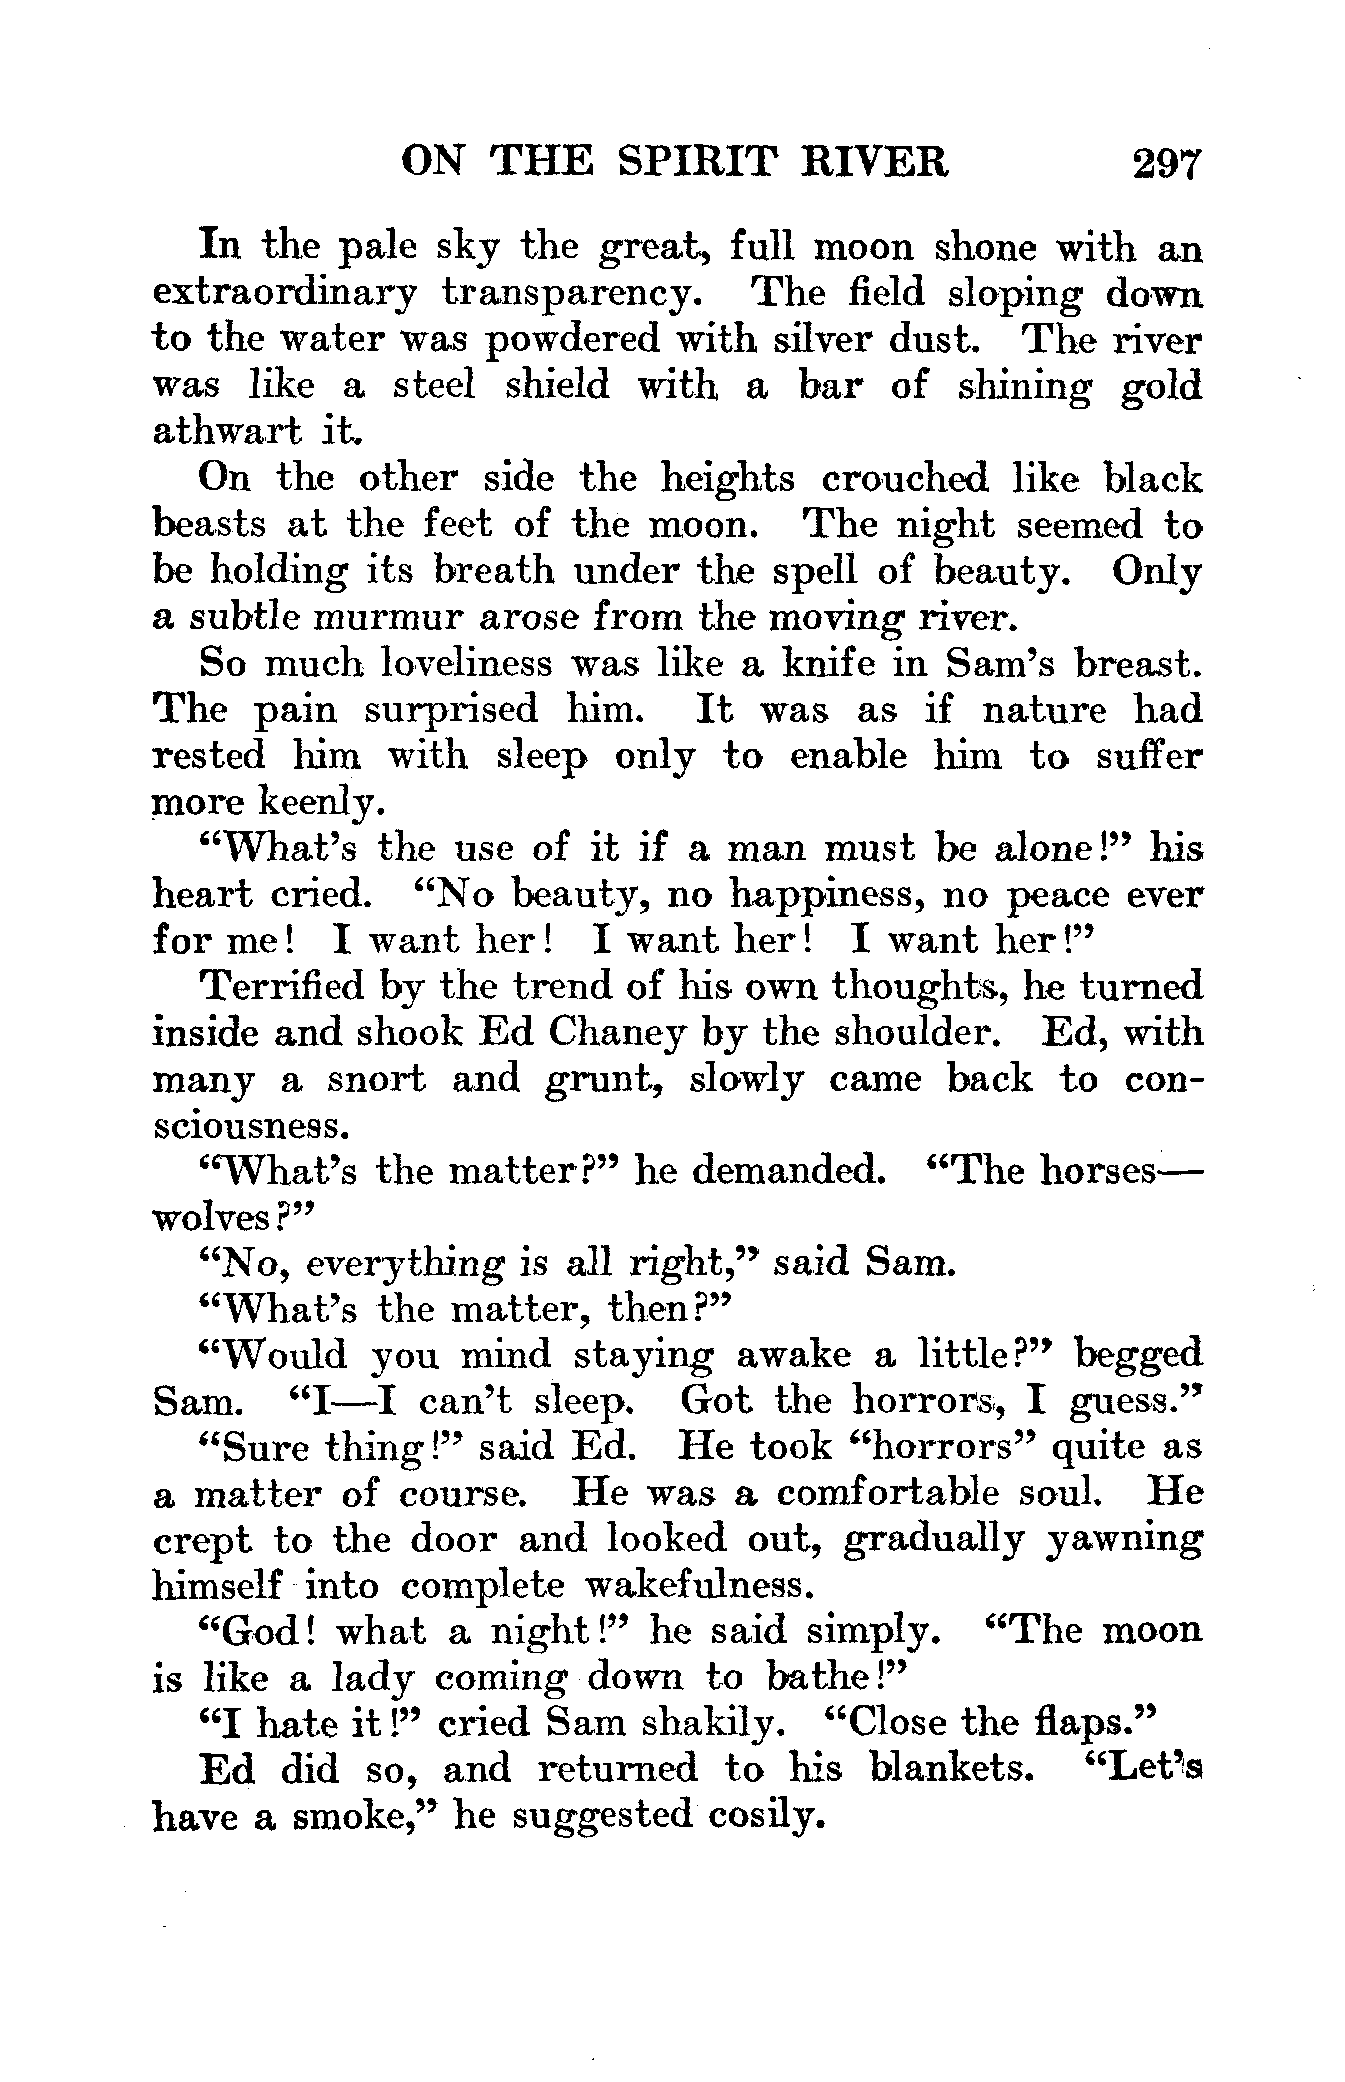 ON THE SPIRIT RIVER 297
In the pale sky the great, full moon shone with an
extraordinary transparency. The field sloping down
to the water was powdered with silver dust. The river
was like a steel shield with a bar of shining gold
athwart it.
On the other side the heights crouched like black
beasts at the feet of the moon. The night seemed to
be holding its breath under the spell of beauty. Only
a subtle murmur arose from the moving river.
So much loveliness was like a knife in Sam's breast.
The pain surprised him. It was as if nature had
rested him with sleep only to enable him to suffer
more keenly.
"What's the use of it if a man must be alone!" his
heart cried. "No beauty, no happiness, no peace ever
for me! I want her! I want her! I want her!"
Terrified by the trend of his own thoughts, he turned
inside and shook Ed Chaney by the shoulder. Ed, with
many a snort and grunt, slowly came back to con-
sciousness.
"What's the matter?" he demanded. "The horses—
wolves?"
"No, everything is all right," said Sam.
"What's the matter, then?"
"Would you mind staying awake a little?" begged
Sam. "I—I can't sleep. Got the horrors, I guess."
"Sure thing!" said Ed. He took "horrors" quite as
a matter of course. He was a comfortable soul. He
crept to the door and looked out, gradually yawning
himself into complete wakefulness.
"God! what a night!" he said simply. "The moon
is like a lady coming down to bathe!"
"I hate it!" cried Sam shakily. "Close the flaps."
Ed did so, and returned to his blankets. "Let's
have a smoke," he suggested cosily.